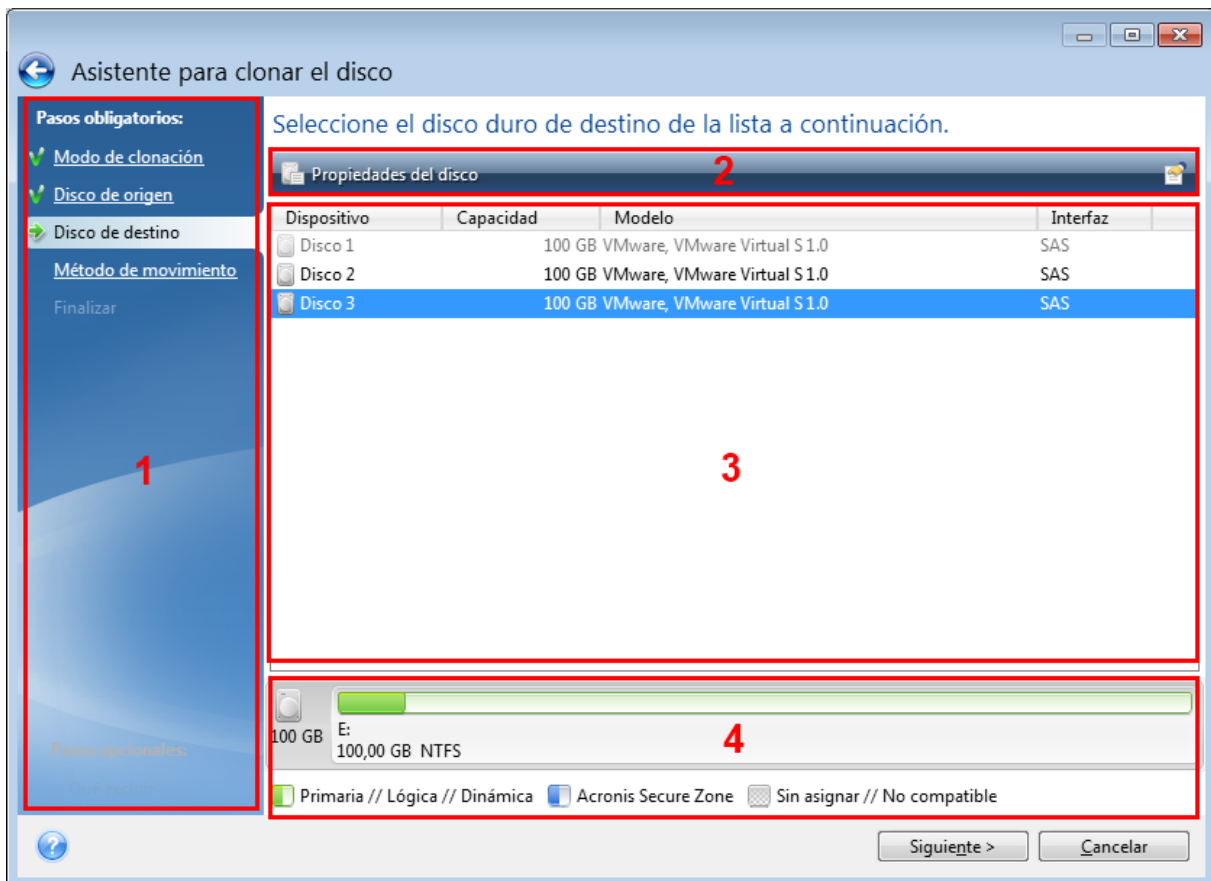 Asistente para clonar el disco
Pasos obligatorios:
Modo de clonación
Disco de origen
Disco de destino
Método de movimiento
Finalizar
1
Pasos opcionales:
Qué excluir
Seleccione el disco duro de destino de la lista a continuación.
Propiedades del disco
2
Dispositivo Capacidad Modelo Interfaz
Disco 1 100 GB VMware, VMware Virtual S 1.0 SAS
Disco 2 100 GB VMware, VMware Virtual S 1.0 SAS
Disco 3 100 GB VMware, VMware Virtual S 1.0 SAS
3
100 GB
E:
100,00 GB NTFS
4
Primaria // Lógica // Dinámica Acronis Secure Zone Sin asignar // No compatible
?
Siguiente > Cancelar